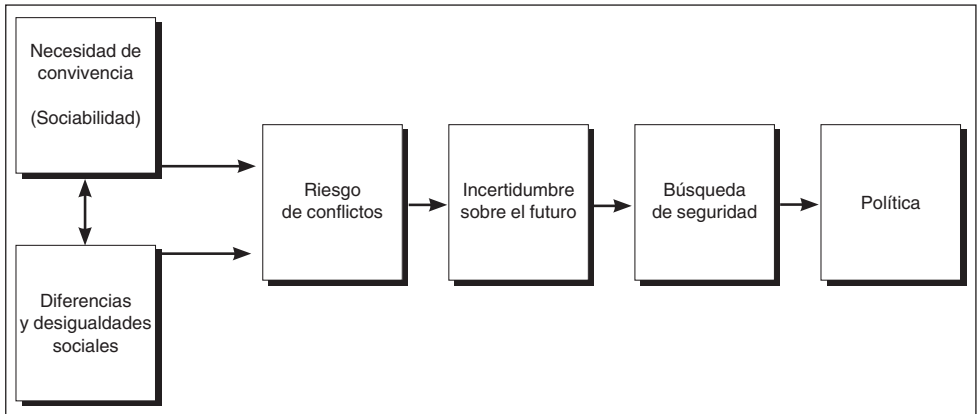 Necesidad de
convivencia
(Sociabilidad)
Diferencias
y desigualdades
sociales
Riesgo
de conflictos
Incertidumbre
sobre el futuro
Búsqueda
de seguridad
Política